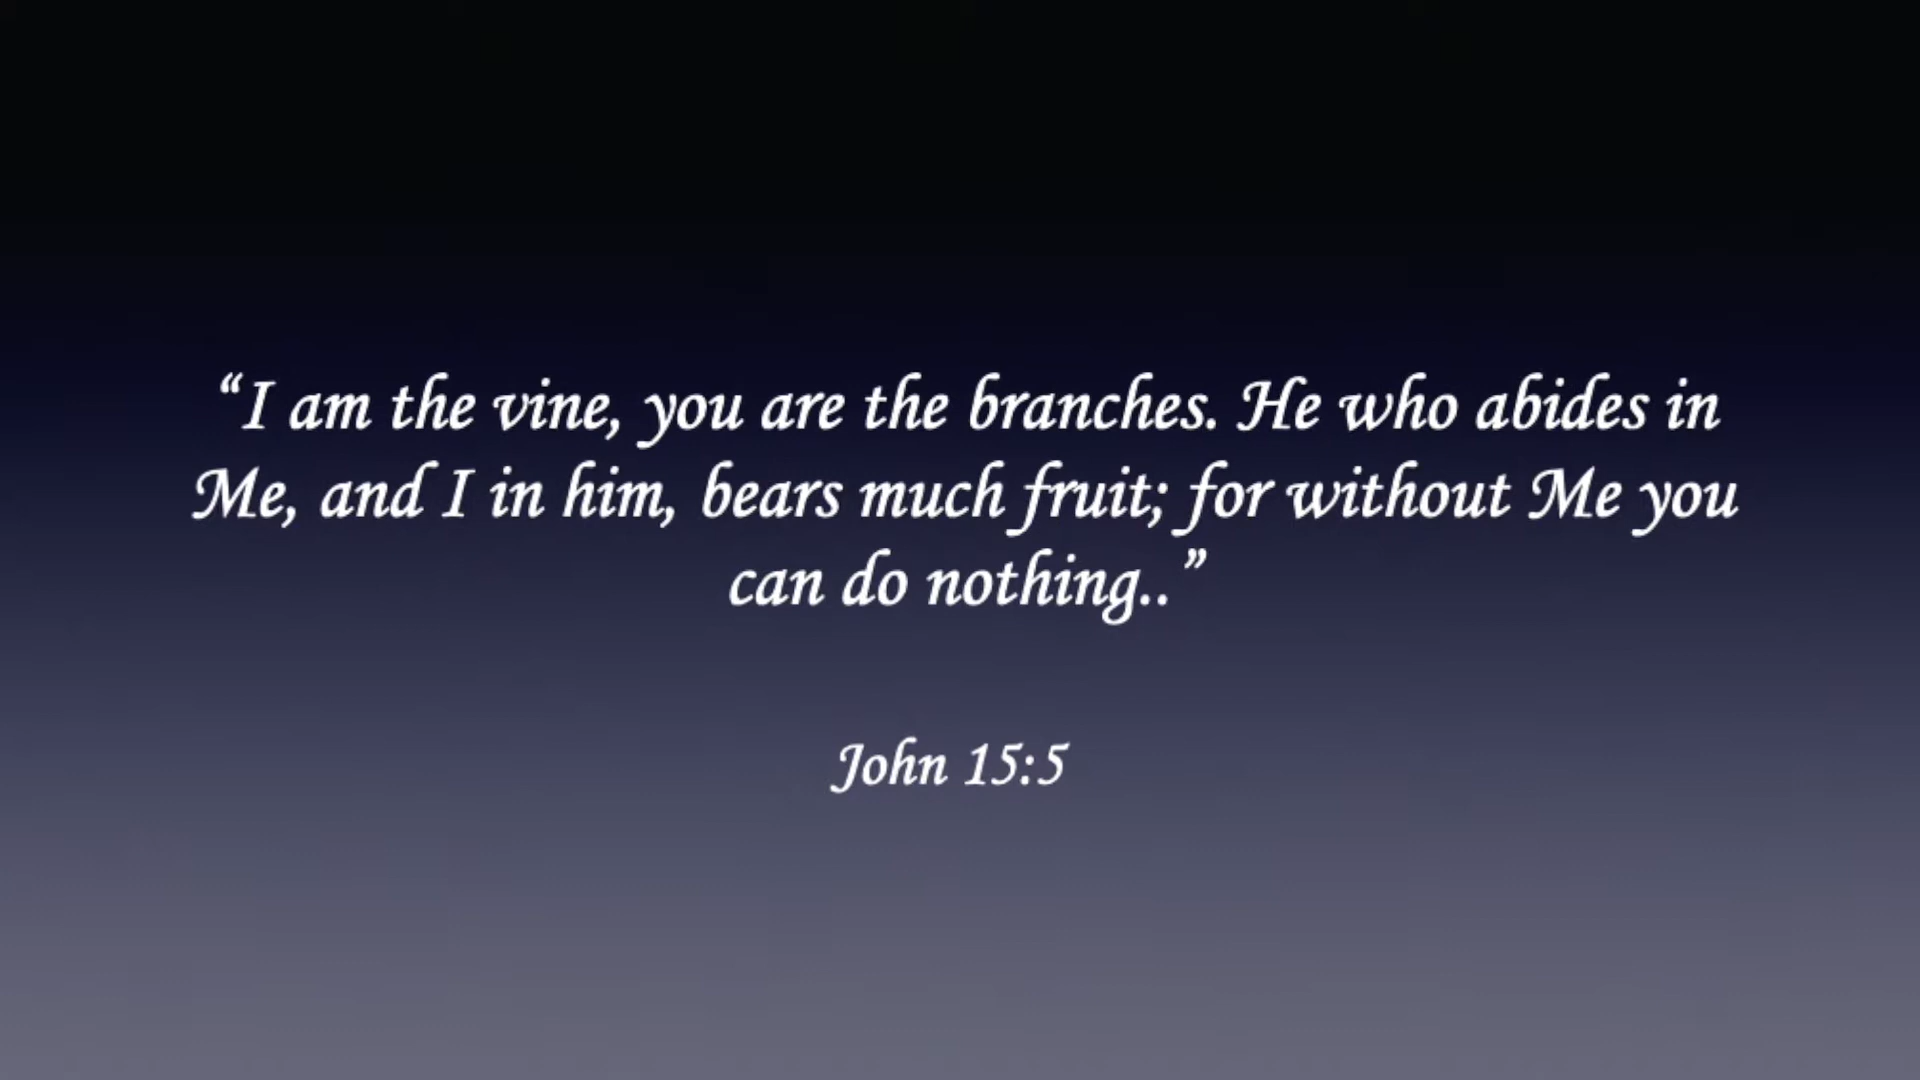 “I am the vine, you are the branches. He who abides in
Me, and I in him, bears much fruit; for without Me you
can do nothing..”
John 15:5